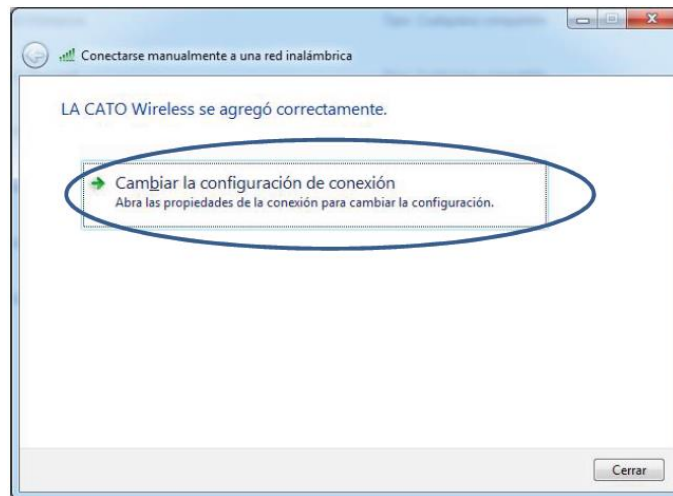 Conectarse manualmente a una red inalámbrica
LA CATO Wireless se agregó correctamente.
Cambiar la configuración de conexión
Abra las propiedades de la conexión para cambiar la configuración.
Cerrar